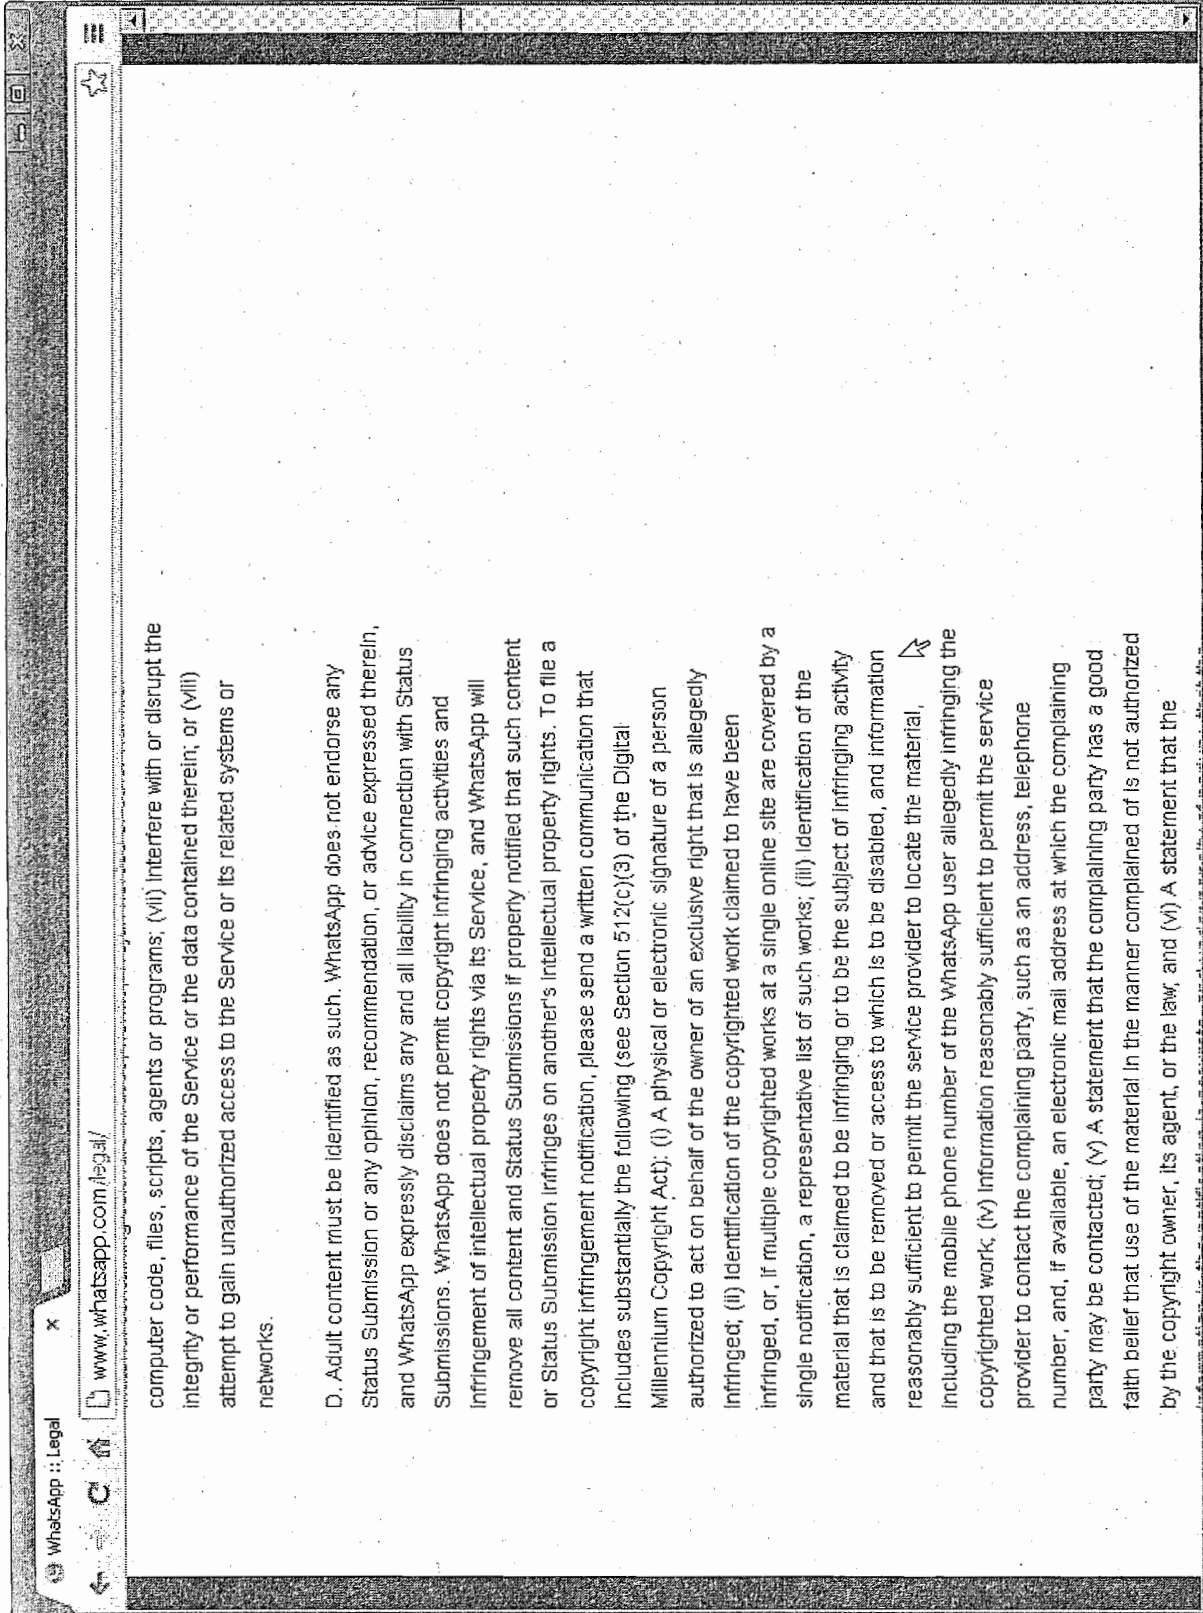 WhatsApp :: Legal
www.whatsapp.com/legal/
computer code, files, scripts, agents or programs; (vii) interfere with or disrupt the
integrity or performance of the Service or the data contained therein; or (viii)
attempt to gain unauthorized access to the Service or its related systems or
networks.
D. Adult content must be identified as such. WhatsApp does not endorse any
Status Submission or any opinion, recommendation, or advice expressed therein,
and WhatsApp expressly disclaims any and all liability in connection with Status
Submissions. WhatsApp does not permit copyright infringing activities and
infringement of intellectual property rights via its Service, and WhatsApp will
remove all content and Status Submissions if properly notified that such content
or Status Submission infringes on another's intellectual property rights. To file a
copyright infringement notification, please send a written communication that
includes substantially the following (see Section 512(c)(3) of the Digital
Millennium Copyright Act): (i) A physical or electronic signature of a person
authorized to act on behalf of the owner of an exclusive right that is allegedly
infringed; (ii) Identification of the copyrighted work claimed to have been
infringed, or, if multiple copyrighted works at a single online site are covered by a
single notification, a representative list of such works; (iii) Identification of the
material that is claimed to be infringing or to be the subject of infringing activity
and that is to be removed or access to which is to be disabled, and information
reasonably sufficient to permit the service provider to locate the material,
including the mobile phone number of the WhatsApp user allegedly infringing the
copyrighted work; (iv) Information reasonably sufficient to permit the service
provider to contact the complaining party, such as an address, telephone
number, and, if available, an electronic mail address at which the complaining
party may be contacted; (v) A statement that the complaining party has a good
faith belief that use of the material in the manner complained of is not authorized
by the copyright owner, its agent, or the law; and (vi) A statement that the